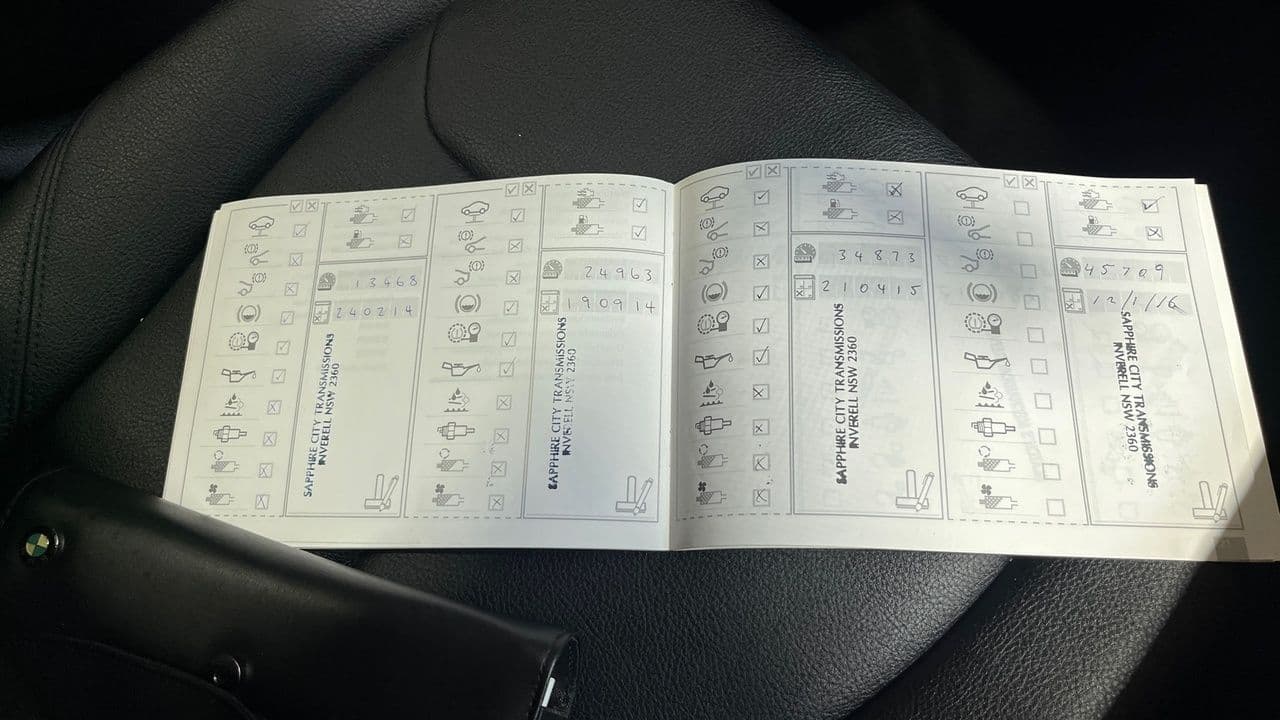 13468
240214
SAPPHIRE CITY TRANSMISSIONS
INVERELL NSW 2360
24963
190914
SAPPHIRE CITY TRANSMISSIONS
INVERELL NSW 2360
34873
210415
SAPPHIRE CITY TRANSMISSIONS
INVERELL NSW 2360
45709
12/1/16
SAPPHIRE CITY TRANSMISSIONS
INVERELL NSW 2360